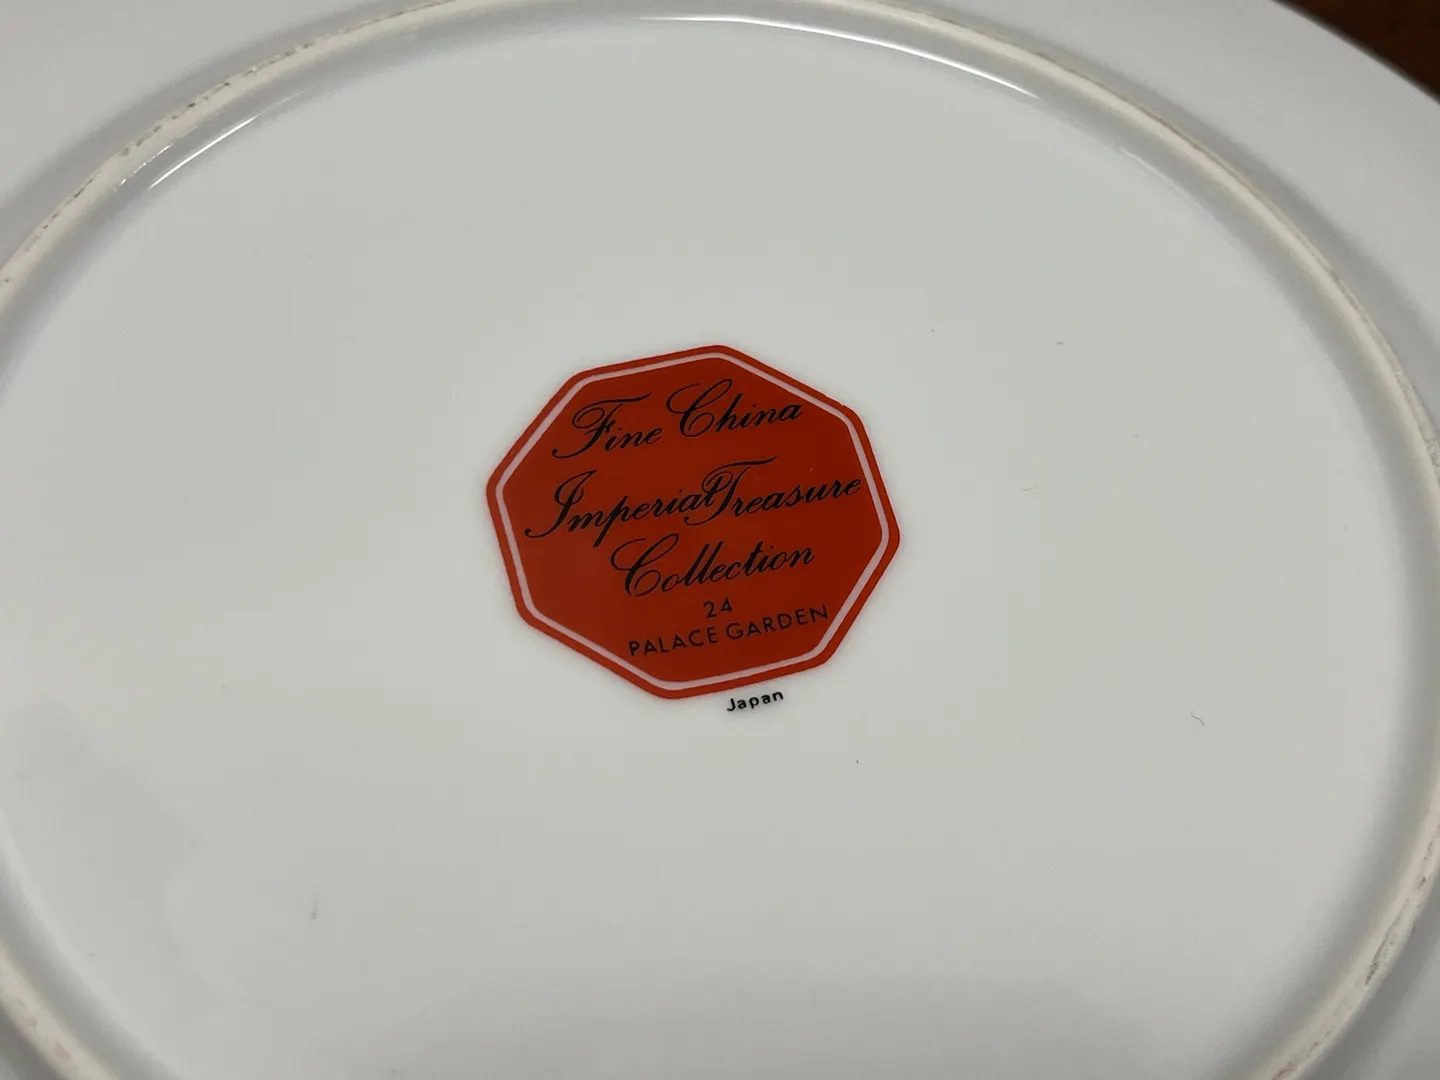 Fine China
Imperial Treasure
Collection
24
PALACE GARDEN
Japan